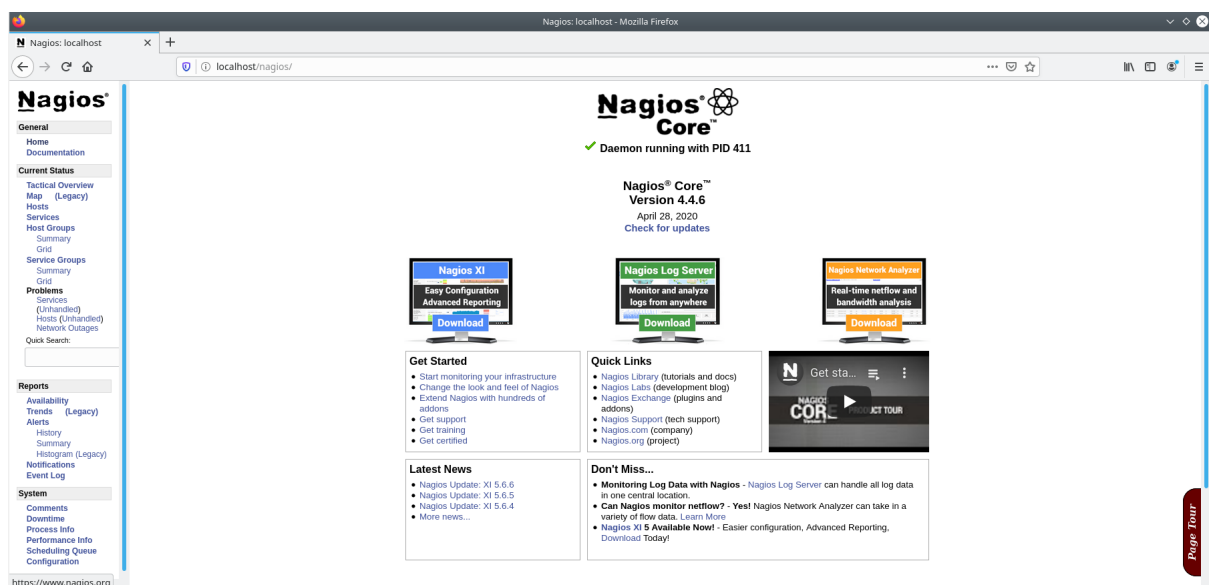 Nagios: localhost - Mozilla Firefox
Nagios: localhost
localhost/nagios/
Nagios®
General
Home
Documentation
Current Status
Tactical Overview
Map (Legacy)
Hosts
Services
Host Groups
Summary
Grid
Service Groups
Summary
Grid
Problems
Services
(Unhandled)
Hosts (Unhandled)
Network Outages
Quick Search:
Reports
Availability
Trends (Legacy)
Alerts
History
Summary
Histogram (Legacy)
Notifications
Event Log
System
Comments
Downtime
Process Info
Performance Info
Scheduling Queue
Configuration
https://www.nagios.org
Nagios®
Core™
Daemon running with PID 411
Nagios® Core™
Version 4.4.6
April 28, 2020
Check for updates
Nagios XI
Easy Configuration
Advanced Reporting
Download
Nagios Log Server
Monitor and analyze
logs from anywhere
Download
Nagios Network Analyzer
Real-time netflow and
bandwidth analysis
Download
Get Started
Start monitoring your infrastructure
Change the look and feel of Nagios
Extend Nagios with hundreds of
addons
Get support
Get training
Get certified
Quick Links
Nagios Library (tutorials and docs)
Nagios Labs (development blog)
Nagios Exchange (plugins and
addons)
Nagios Support (tech support)
Nagios.com (company)
Nagios.org (project)
N Get sta...
NAGIOS
CORE PRODUCT TOUR
Latest News
Nagios Update: XI 5.6.6
Nagios Update: XI 5.6.5
Nagios Update: XI 5.6.4
More news...
Don't Miss...
Monitoring Log Data with Nagios - Nagios Log Server can handle all log data
in one central location.
Can Nagios monitor netflow? - Yes! Nagios Network Analyzer can take in a
variety of flow data. Learn More
Nagios XI 5 Available Now! - Easier configuration, Advanced Reporting,
Download Today!
Page Tour